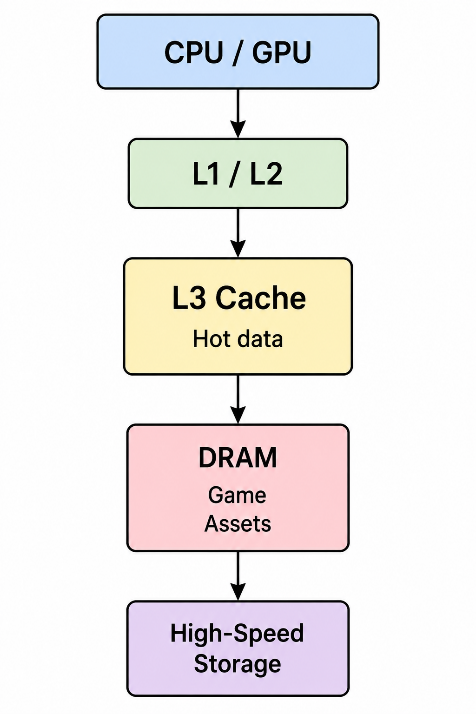 CPU / GPU
L1 / L2
L3 Cache
Hot data
DRAM
Game
Assets
High-Speed
Storage